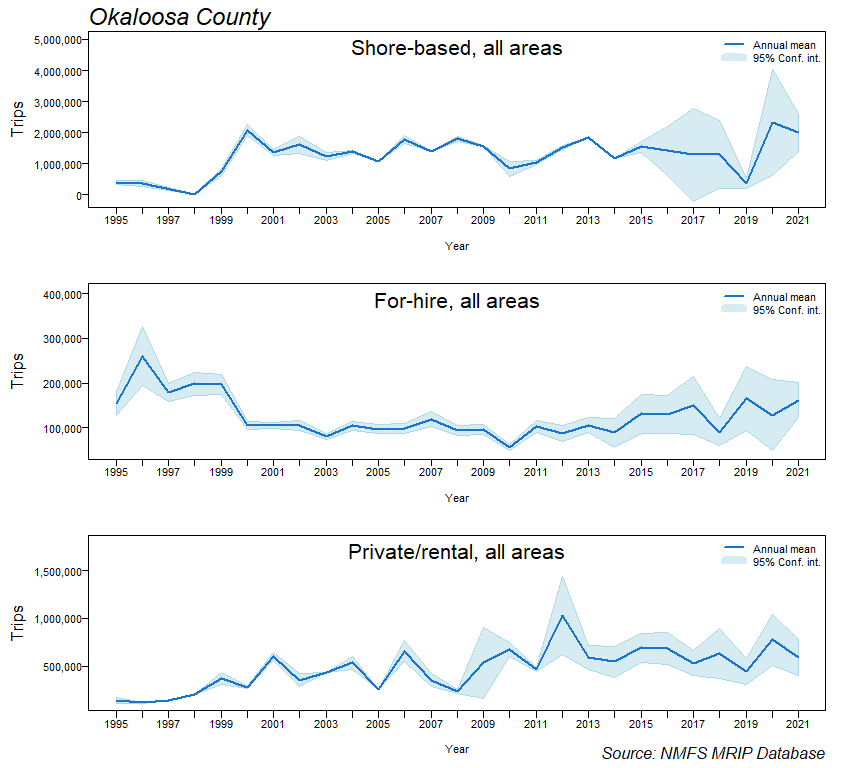 Okaloosa County
Shore-based, all areas
Annual mean
95% Conf. int.
Trips
5,000,000
4,000,000
3,000,000
2,000,000
1,000,000
0
1995 1997 1999 2001 2003 2005 2007 2009 2011 2013 2015 2017 2019 2021
Year
For-hire, all areas
Annual mean
95% Conf. int.
Trips
400,000
300,000
200,000
100,000
1995 1997 1999 2001 2003 2005 2007 2009 2011 2013 2015 2017 2019 2021
Year
Private/rental, all areas
Annual mean
95% Conf. int.
Trips
1,500,000
1,000,000
500,000
1995 1997 1999 2001 2003 2005 2007 2009 2011 2013 2015 2017 2019 2021
Year
Source: NMFS MRIP Database